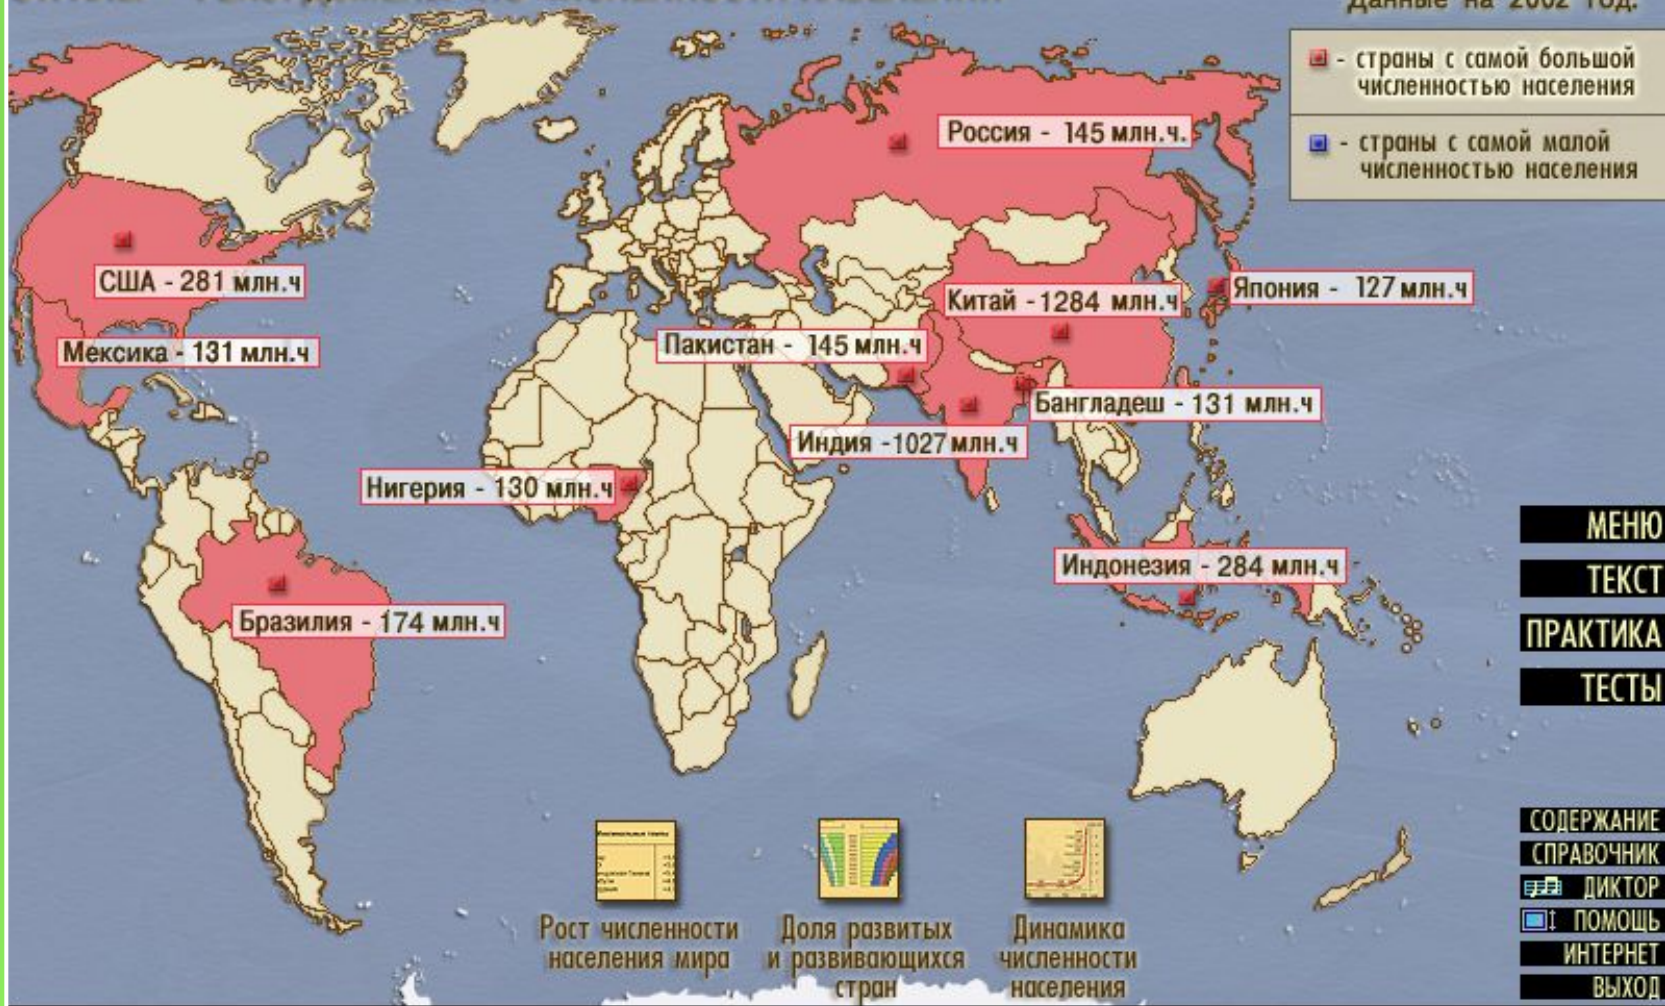 Данные на 2002 год.
- страны с самой большой
численностью населения
- страны с самой малой
численностью населения
Россия - 145 млн.ч.
США - 281 млн.ч
Китай -1284 млн.ч
Япония - 127 млн.ч
Мексика - 131 млн.ч
Пакистан - 145 млн.ч
Бангладеш - 131 млн.ч
Индия -1027 млн.ч
Нигерия - 130 млн.ч
Индонезия - 284 млн.ч
Бразилия - 174 млн.ч
МЕНЮ
ТЕКСТ
ПРАКТИКА
ТЕСТЫ
Рост численности
населения мира
Доля развитых
и развивающихся
стран
Динамика
численности
населения
СОДЕРЖАНИЕ
СПРАВОЧНИК
ДИКТОР
ПОМОЩЬ
ИНТЕРНЕТ
ВЫХОД